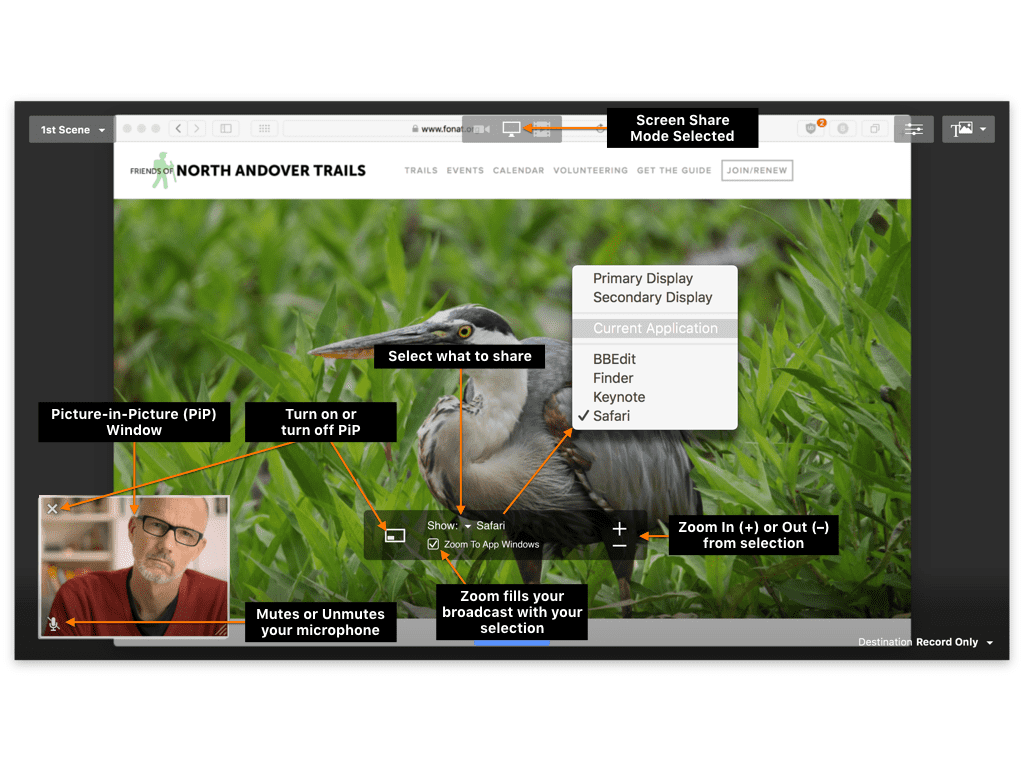 1st Scene
www.fonat.o
2
Screen Share
Mode Selected
FRIENDS OF NORTH ANDOVER TRAILS
TRAILS EVENTS CALENDAR VOLUNTEERING GET THE GUIDE JOIN/RENEW
Primary Display
Secondary Display
Current Application
BBEdit
Finder
Keynote
Safari
Select what to share
Picture-in-Picture (PiP)
Window
Turn on or
turn off PiP
Show: Safari
Zoom To App Windows
Zoom In (+) or Out (–)
from selection
Zoom fills your
broadcast with your
selection
Mutes or Unmutes
your microphone
Destination Record Only